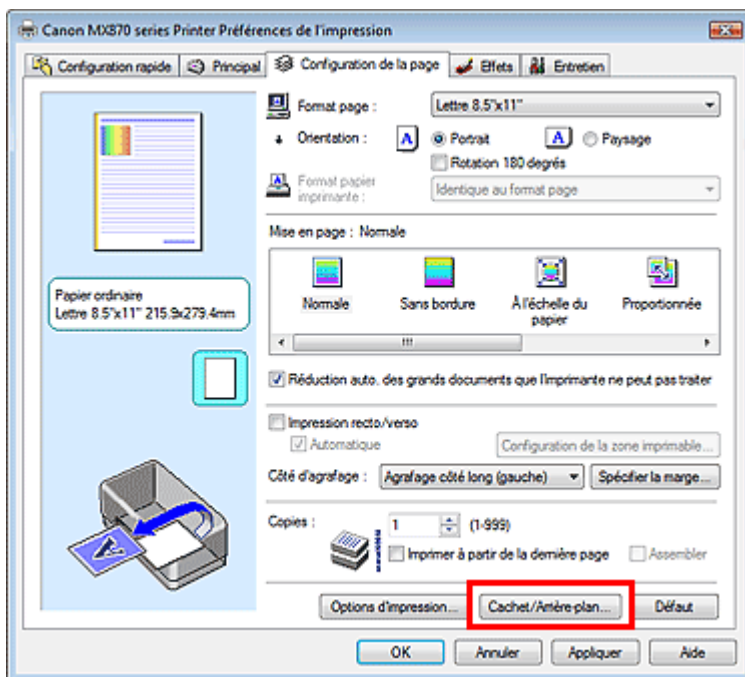 Canon MX870 series Printer Préférences de l'impression
Configuration rapide
Principal
Configuration de la page
Effets
Entretien
Format page :
Lettre 8.5"x11"
Orientation :
A
Portrait
A
Paysage
Rotation 180 degrés
Format papier
imprimante :
Identique au format page
Mise en page : Normale
Papier ordinaire
Lettre 8.5"x11" 215.9x279.4mm
Normale
Sans bordure
À l'échelle du
papier
Proportionnée
Réduction auto. des grands documents que l'imprimante ne peut pas traiter
Impression recto/verso
Automatique
Configuration de la zone imprimable...
Côté d'agrafage :
Agrafage côté long (gauche)
Spécifier la marge...
Copies :
1
(1-999)
Imprimer à partir de la dernière page
Assembler
Options d'impression...
Cachet/Arrière-plan...
Défaut
OK
Annuler
Appliquer
Aide